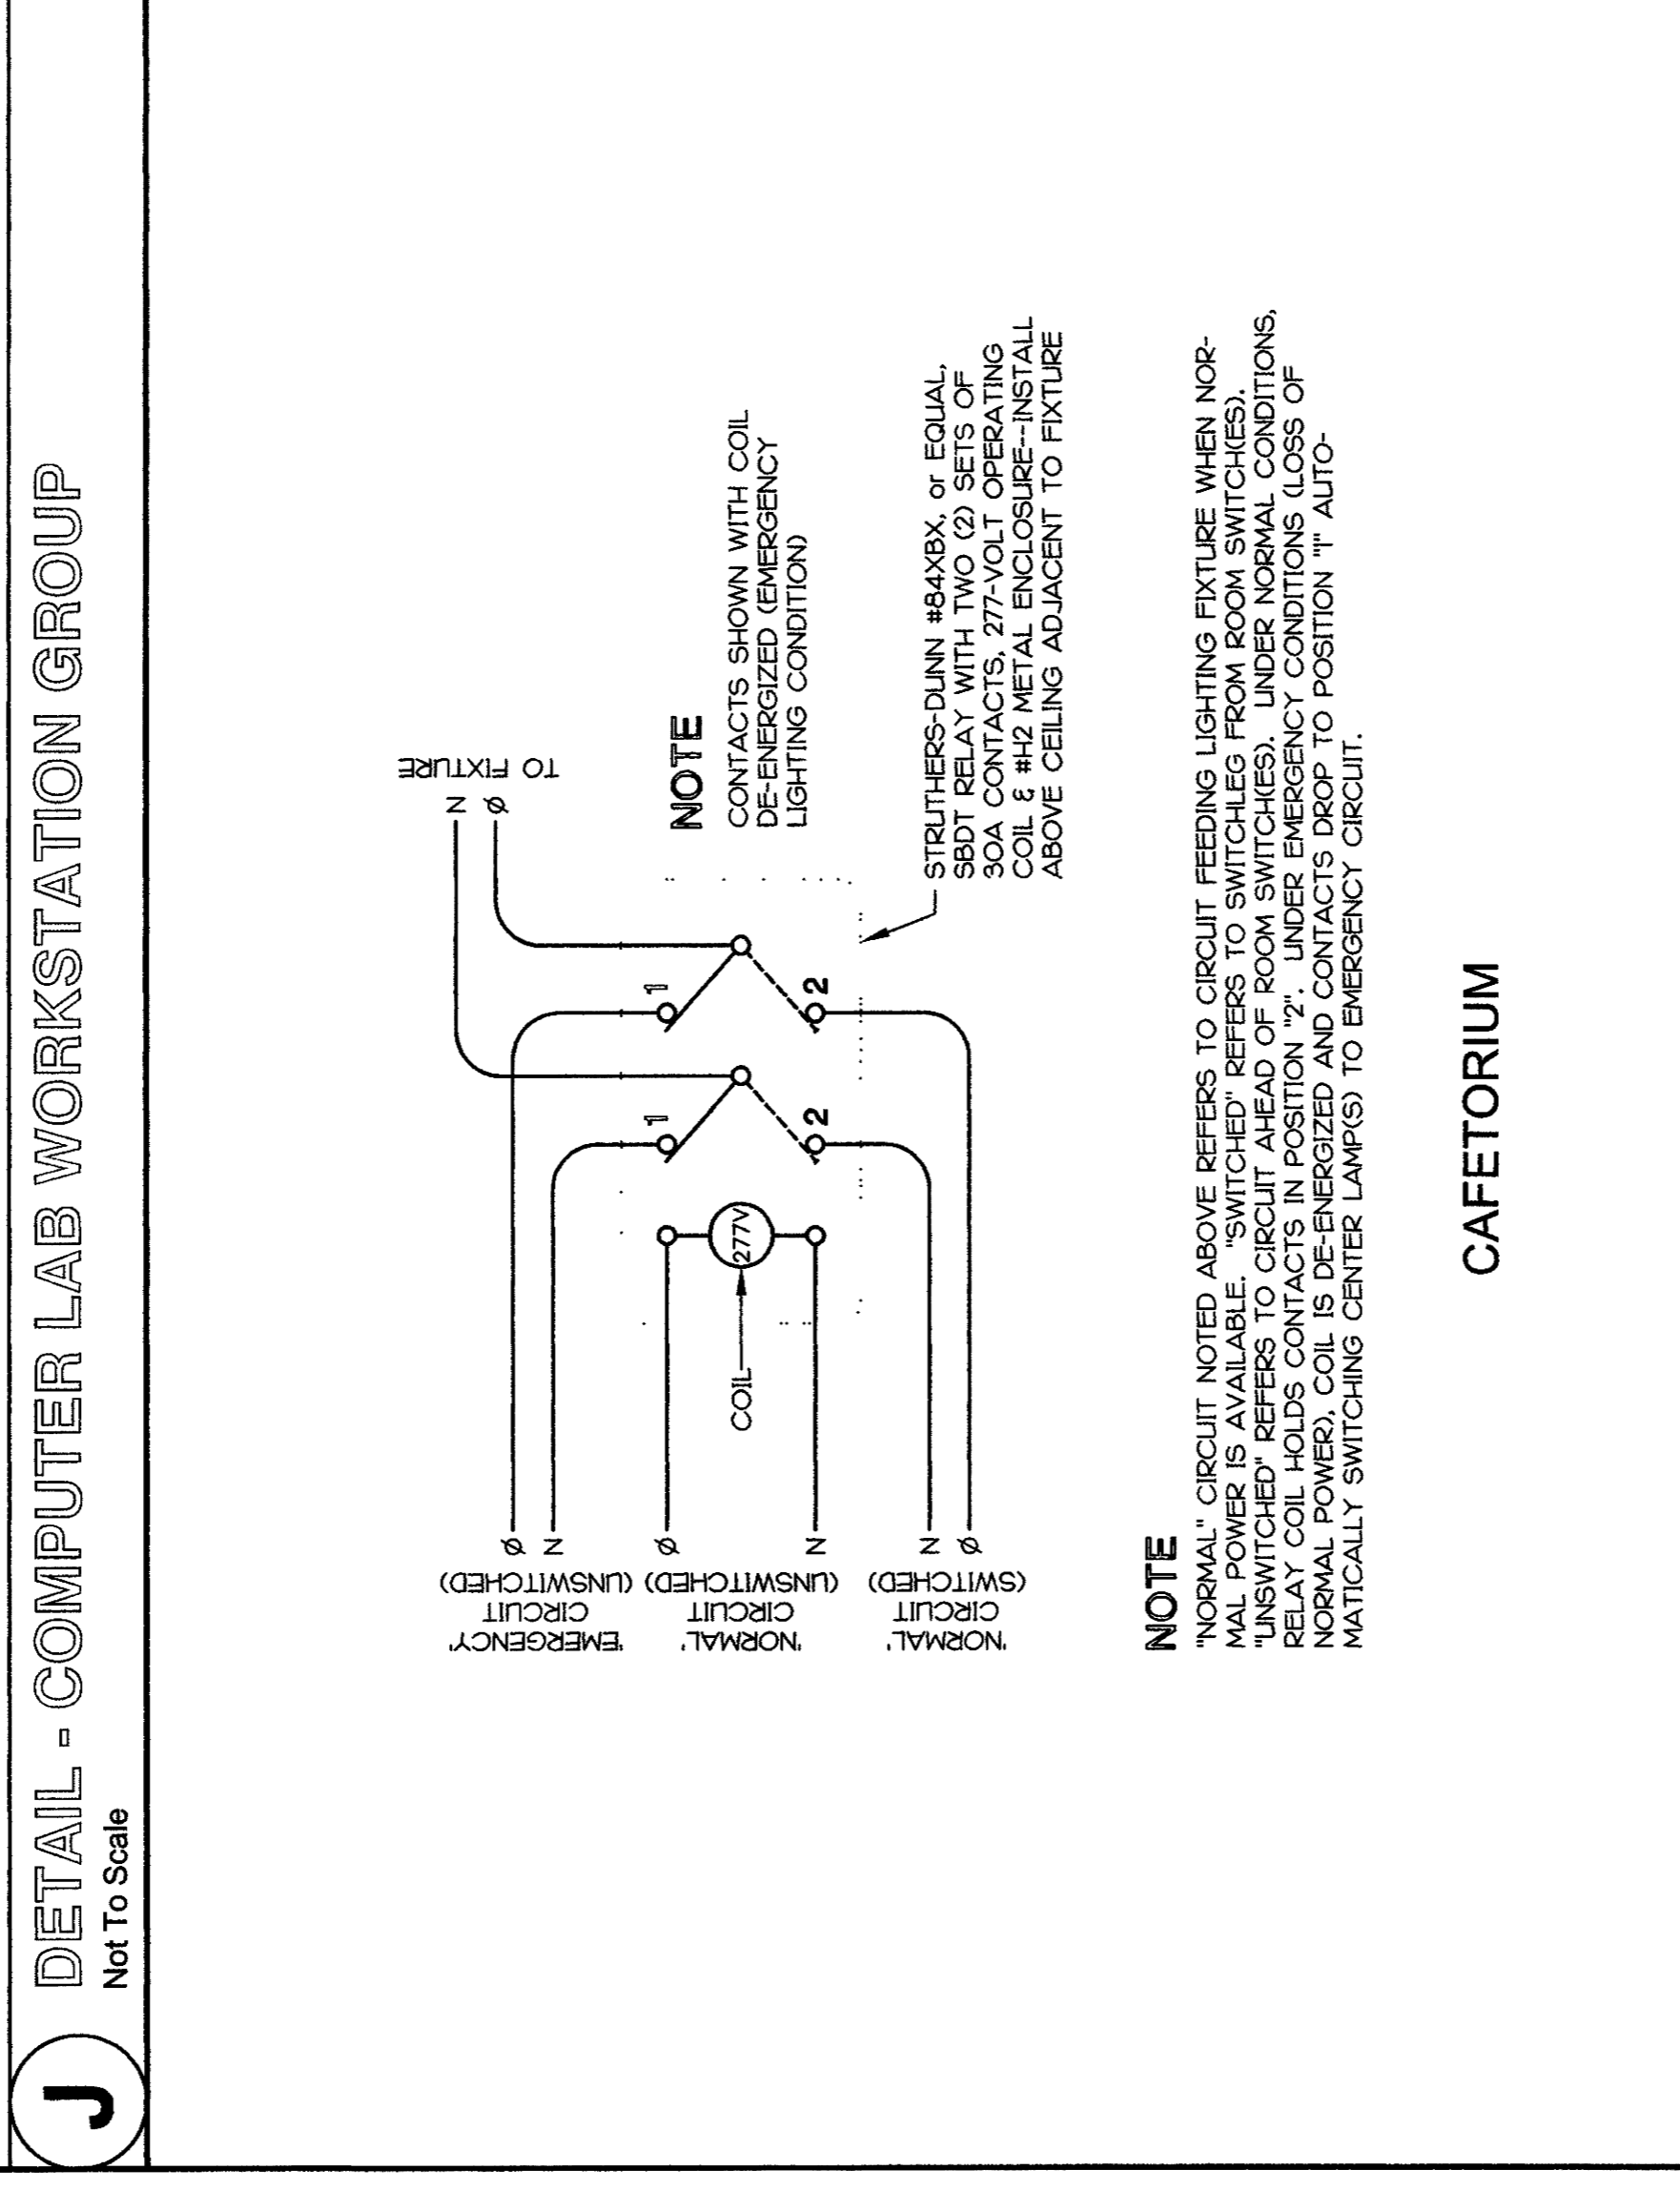 J
DETAIL - COMPUTER LAB WORKSTATION GROUP
Not To Scale
TO FIXTURE
N
Ø
'EMERGENCY'
CIRCUIT
(UNSWITCHED)
Ø
N
'NORMAL'
CIRCUIT
(UNSWITCHED)
Ø
N
'NORMAL'
CIRCUIT
(SWITCHED)
N
Ø
COIL
277V
1
2
1
2
NOTE
CONTACTS SHOWN WITH COIL
DE-ENERGIZED (EMERGENCY
LIGHTING CONDITION)
STRUTHERS-DUNN #84XBX, or EQUAL,
SBDT RELAY WITH TWO (2) SETS OF
30A CONTACTS, 277-VOLT OPERATING
COIL & #H2 METAL ENCLOSURE--INSTALL
ABOVE CEILING ADJACENT TO FIXTURE
NOTE
"NORMAL" CIRCUIT NOTED ABOVE REFERS TO CIRCUIT FEEDING LIGHTING FIXTURE WHEN NOR-
MAL POWER IS AVAILABLE. "SWITCHED" REFERS TO SWITCHLEG FROM ROOM SWITCH(ES).
"UNSWITCHED" REFERS TO CIRCUIT AHEAD OF ROOM SWITCH(ES). UNDER NORMAL CONDITIONS,
RELAY COIL HOLDS CONTACTS IN POSITION "2". UNDER EMERGENCY CONDITIONS (LOSS OF
NORMAL POWER), COIL IS DE-ENERGIZED AND CONTACTS DROP TO POSITION "1" AUTO-
MATICALLY SWITCHING CENTER LAMP(S) TO EMERGENCY CIRCUIT.
CAFETORIUM